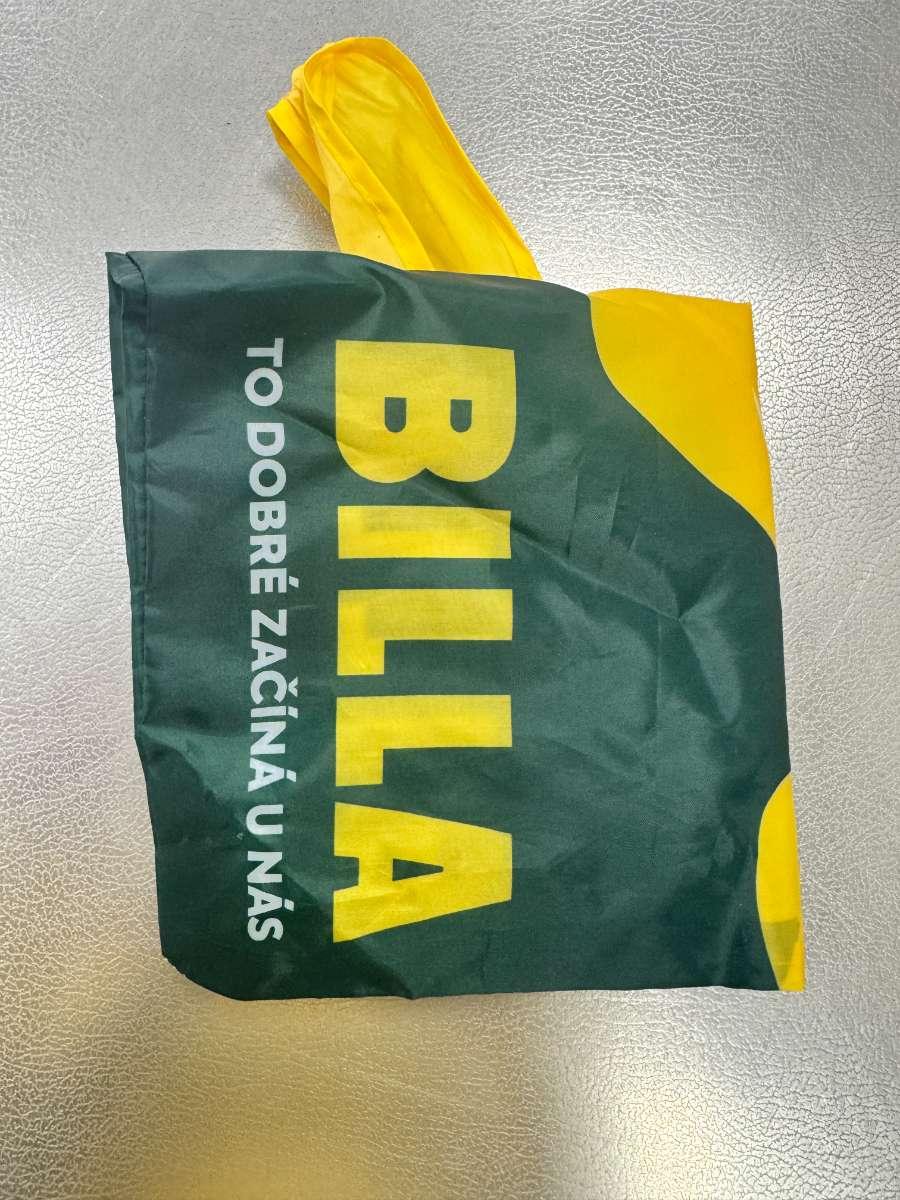 BILLA
TO DOBRÉ ZAČÍNÁ U NÁS